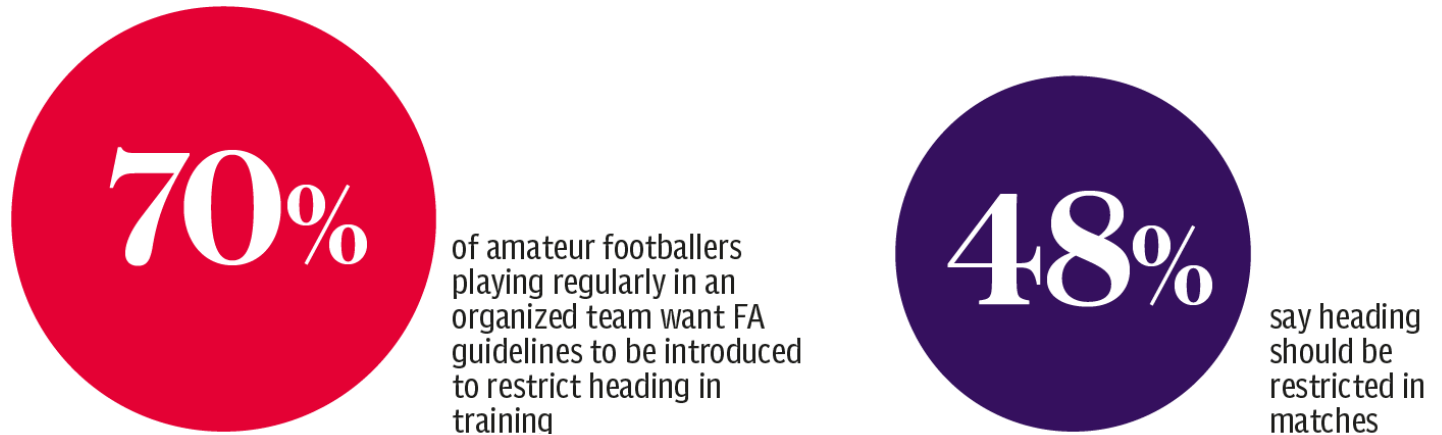 70%
of amateur footballers
playing regularly in an
organized team want FA
guidelines to be introduced
to restrict heading in
training
48%
say heading
should be
restricted in
matches